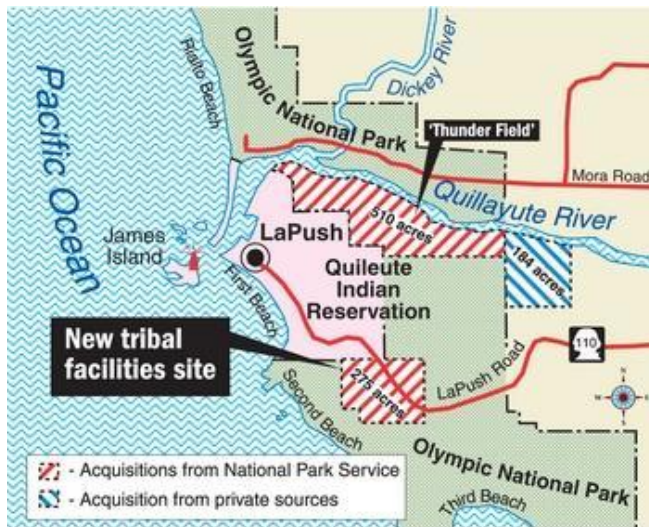 Pacific Ocean
Rialto Beach
Olympic
National Park
Dickey River
'Thunder Field'
Mora Road
Quillayute River
510 acres
184 acres
James
Island
LaPush
First Beach
Quileute
Indian
Reservation
New tribal
facilities site
275 acres
LaPush Road
110
N
W
E
S
Second Beach
Olympic National Park
Third Beach
- Acquisitions from National Park Service
- Acquisition from private sources